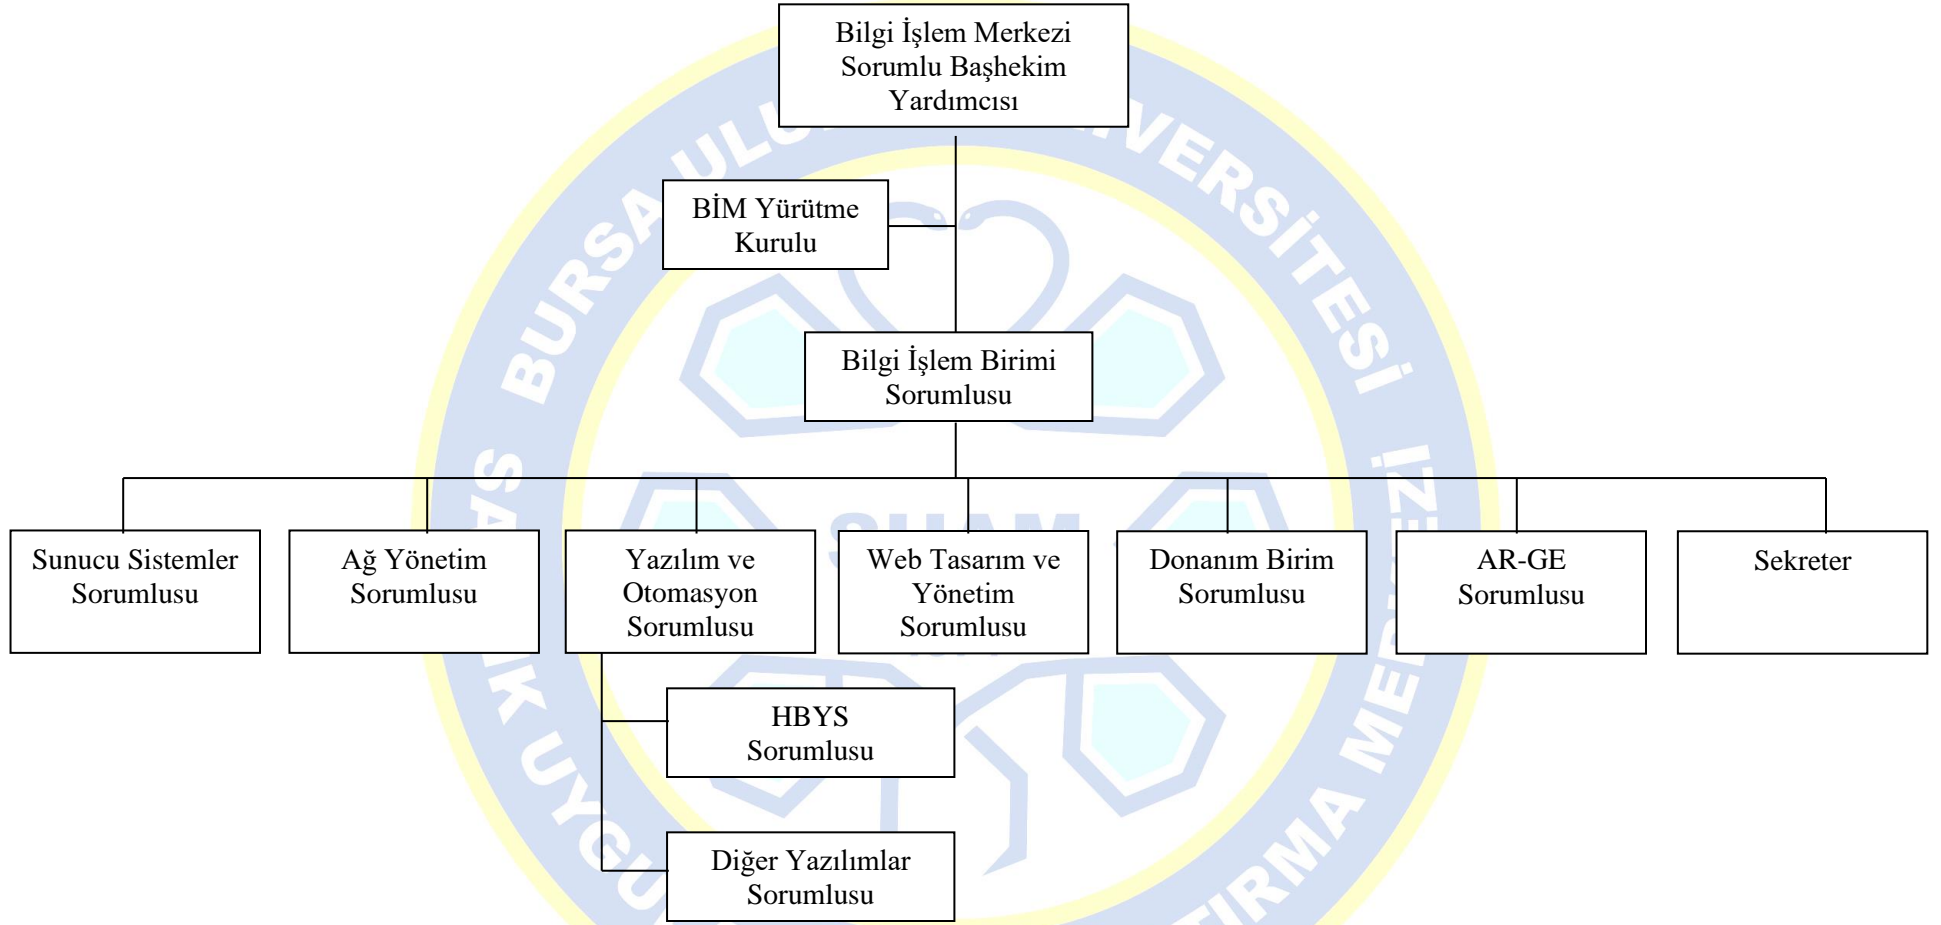 Bilgi İşlem Merkezi
Sorumlu Başhekim
Yardımcısı
BİM Yürütme
Kurulu
Bilgi İşlem Birimi
Sorumlusu
Sunucu Sistemler
Sorumlusu
Ağ Yönetim
Sorumlusu
Yazılım ve
Otomasyon
Sorumlusu
Web Tasarım ve
Yönetim
Sorumlusu
Donanım Birim
Sorumlusu
AR-GE
Sorumlusu
Sekreter
HBYS
Sorumlusu
Diğer Yazılımlar
Sorumlusu
BURSA